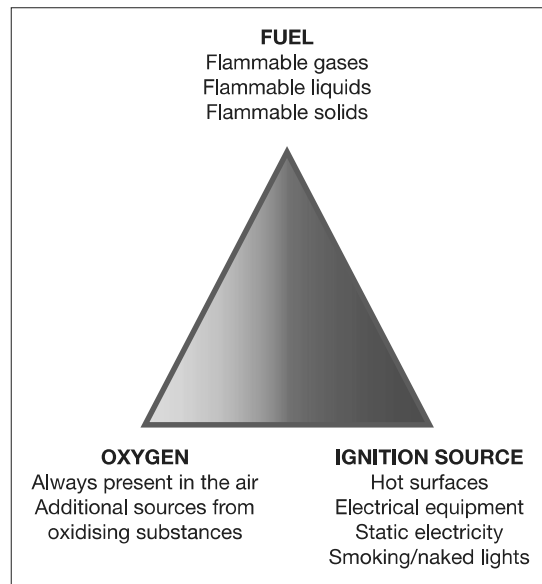 FUEL
Flammable gases
Flammable liquids
Flammable solids
OXYGEN
Always present in the air
Additional sources from
oxidising substances
IGNITION SOURCE
Hot surfaces
Electrical equipment
Static electricity
Smoking/naked lights